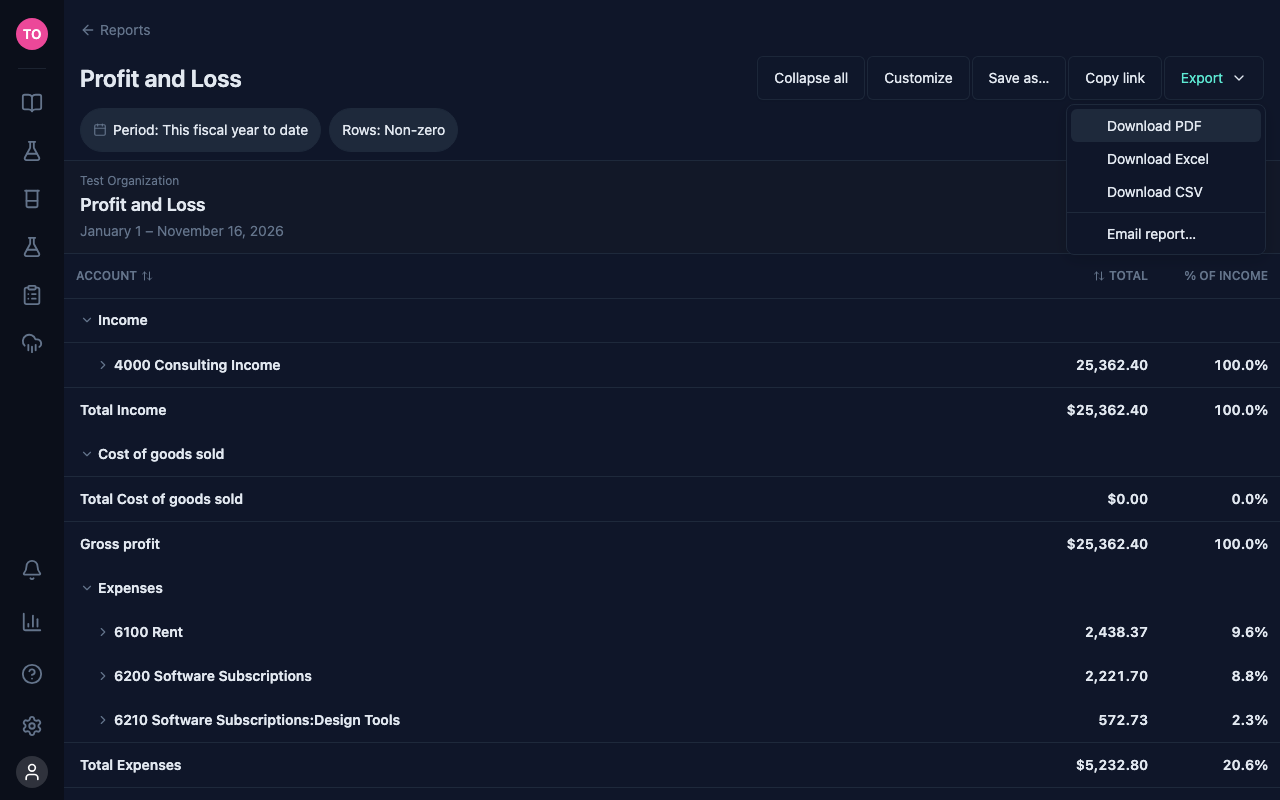 TO
Reports
Profit and Loss
Collapse all
Customize
Save as...
Copy link
Export
Period: This fiscal year to date
Rows: Non-zero
Download PDF
Download Excel
Download CSV
Email report...
Test Organization
Profit and Loss
January 1 – November 16, 2026
ACCOUNT TOTAL % OF INCOME
Income
4000 Consulting Income 25,362.40 100.0%
Total Income $25,362.40 100.0%
Cost of goods sold
Total Cost of goods sold $0.00 0.0%
Gross profit $25,362.40 100.0%
Expenses
6100 Rent 2,438.37 9.6%
6200 Software Subscriptions 2,221.70 8.8%
6210 Software Subscriptions:Design Tools 572.73 2.3%
Total Expenses $5,232.80 20.6%